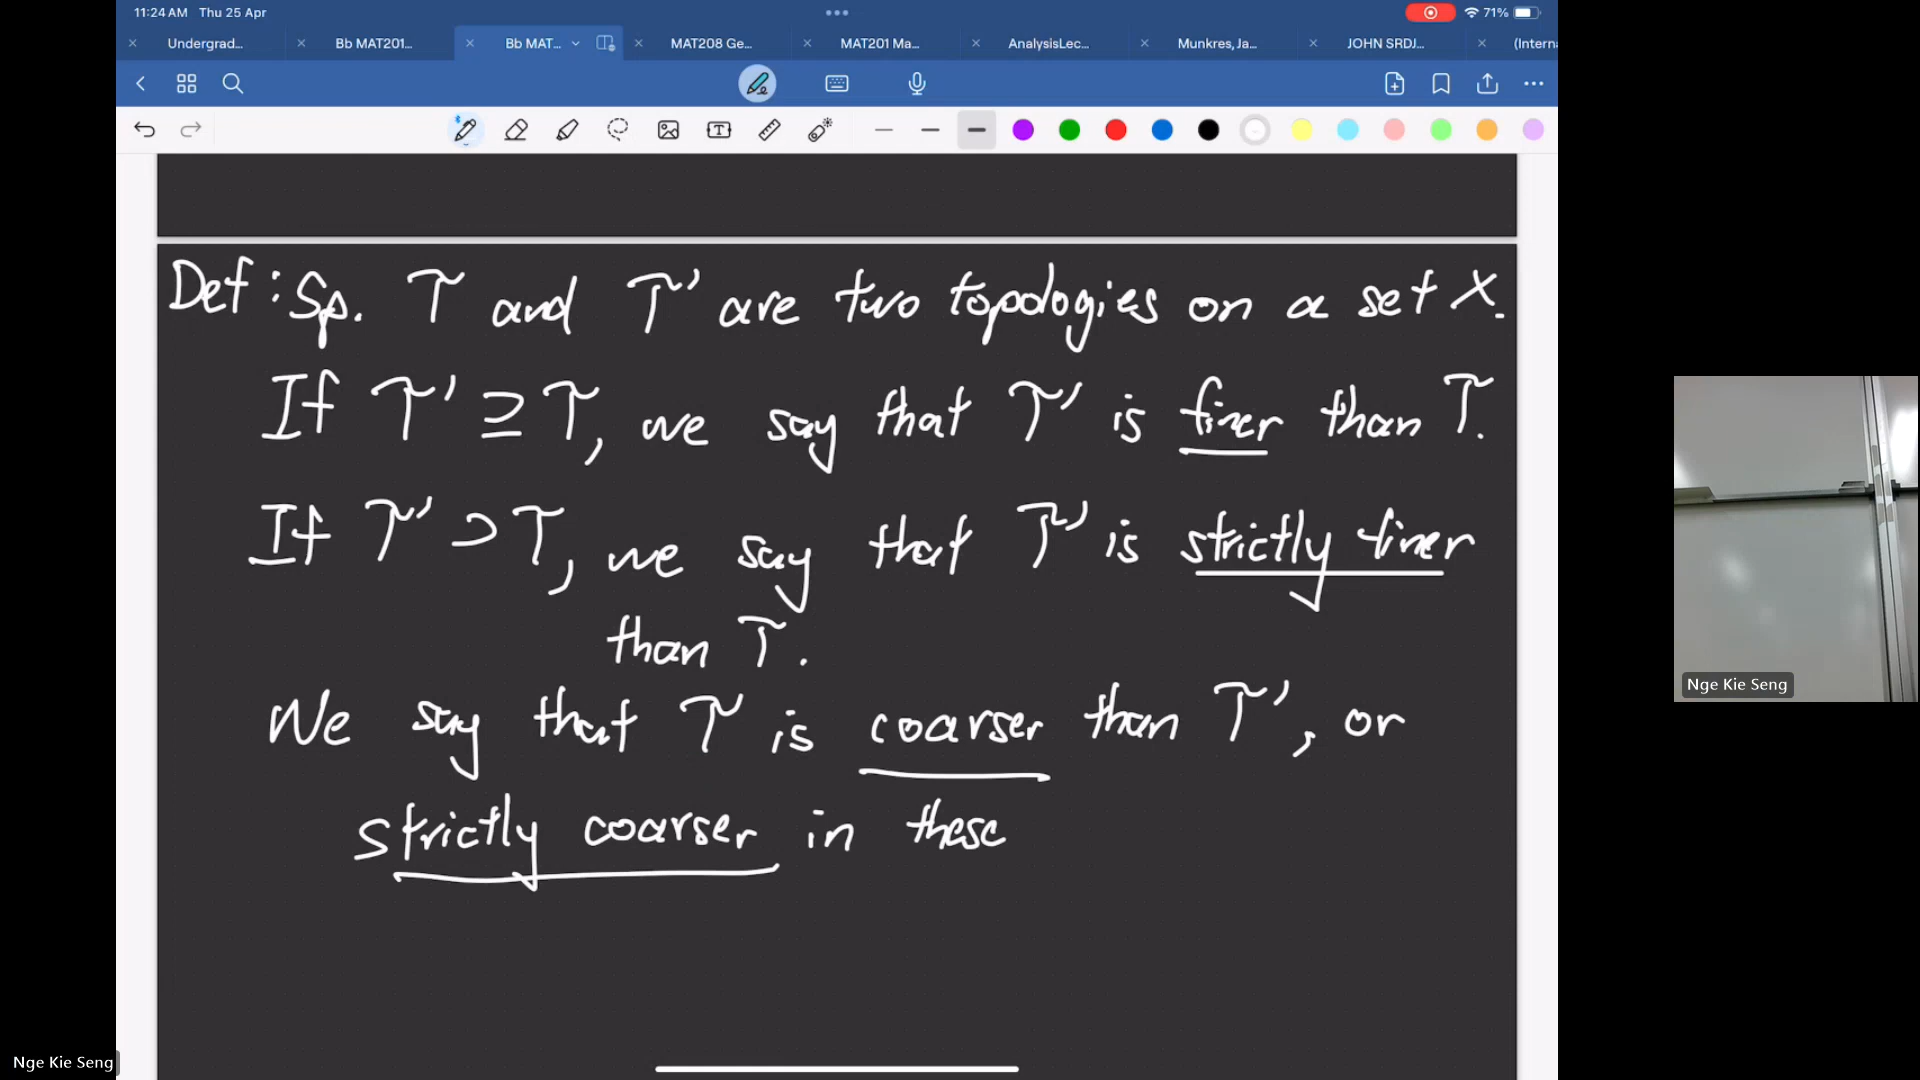 11:24 AM Thu 25 Apr
71%
Undergrad...
Bb MAT201...
Bb MAT...
MAT208 Ge...
MAT201 Ma...
AnalysisLec...
Munkres, Ja...
JOHN SRDJ...
(Intern
Def: Sp. T and T' are two topologies on a set X.
If T' ⊇ T, we say that T' is finer than T.
If T' ⊃ T, we say that T' is strictly finer
than T.
We say that T is coarser than T', or
strictly coarser in these
Nge Kie Seng
Nge Kie Seng